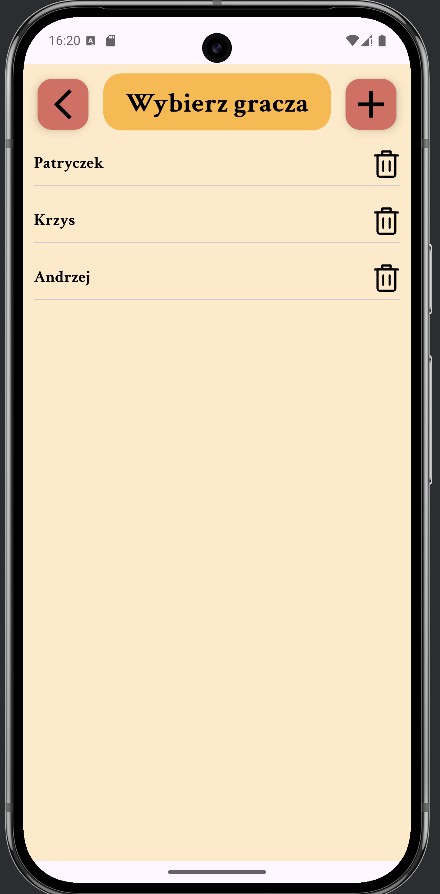 16:20 A
Wybierz gracza
Patryczek
Krzys
Andrzej